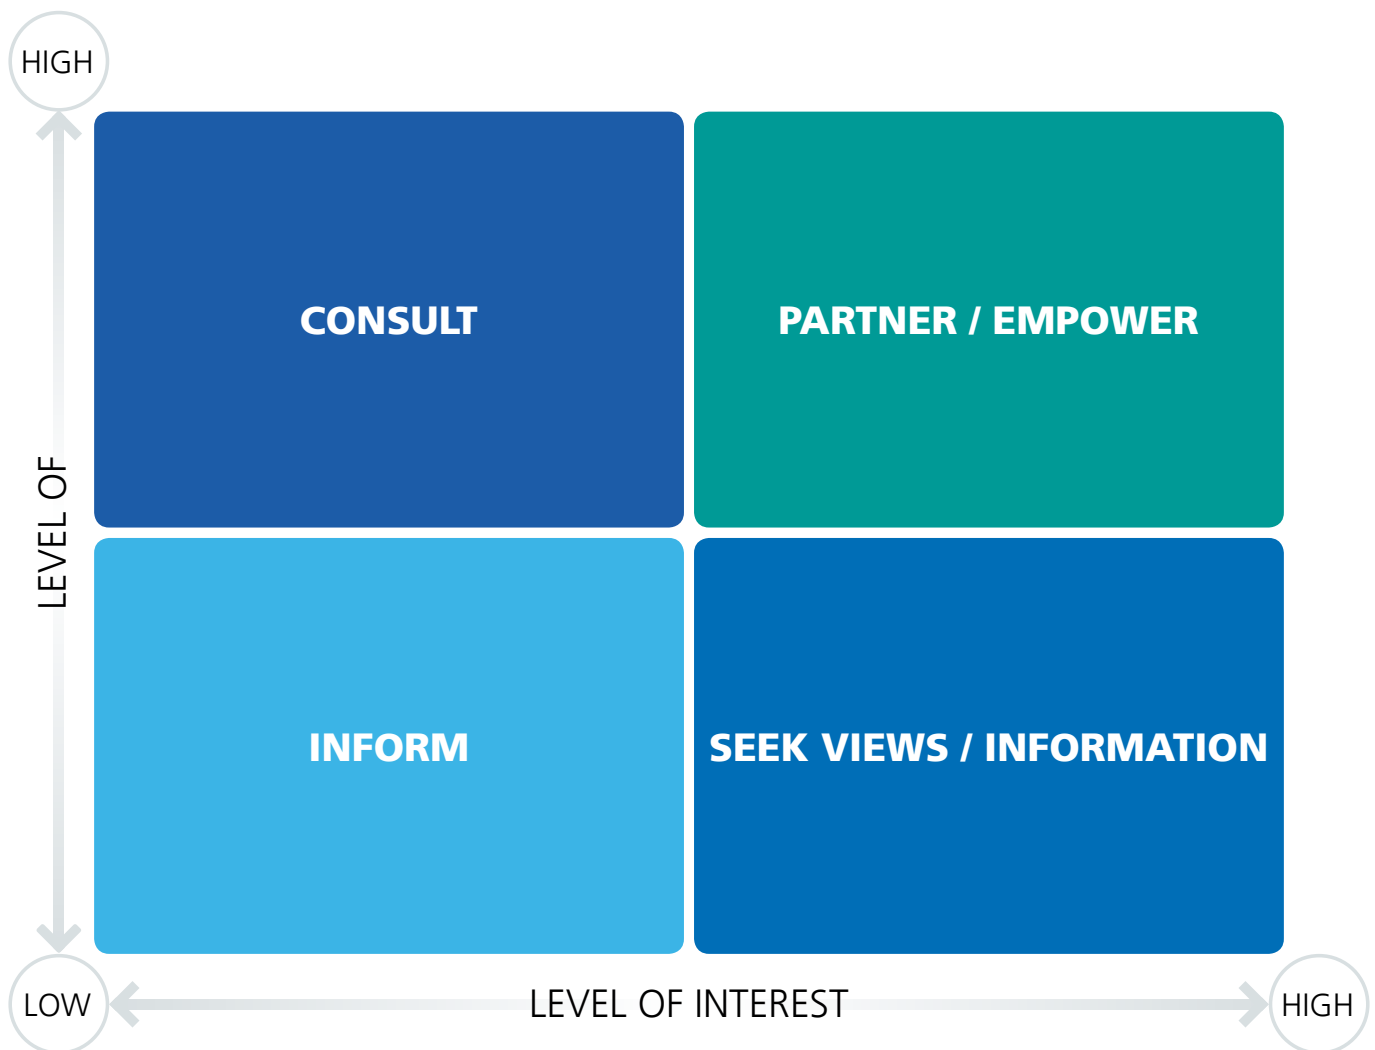 HIGH
CONSULT
PARTNER / EMPOWER
LEVEL OF
INFORM
SEEK VIEWS / INFORMATION
LOW
LEVEL OF INTEREST
HIGH